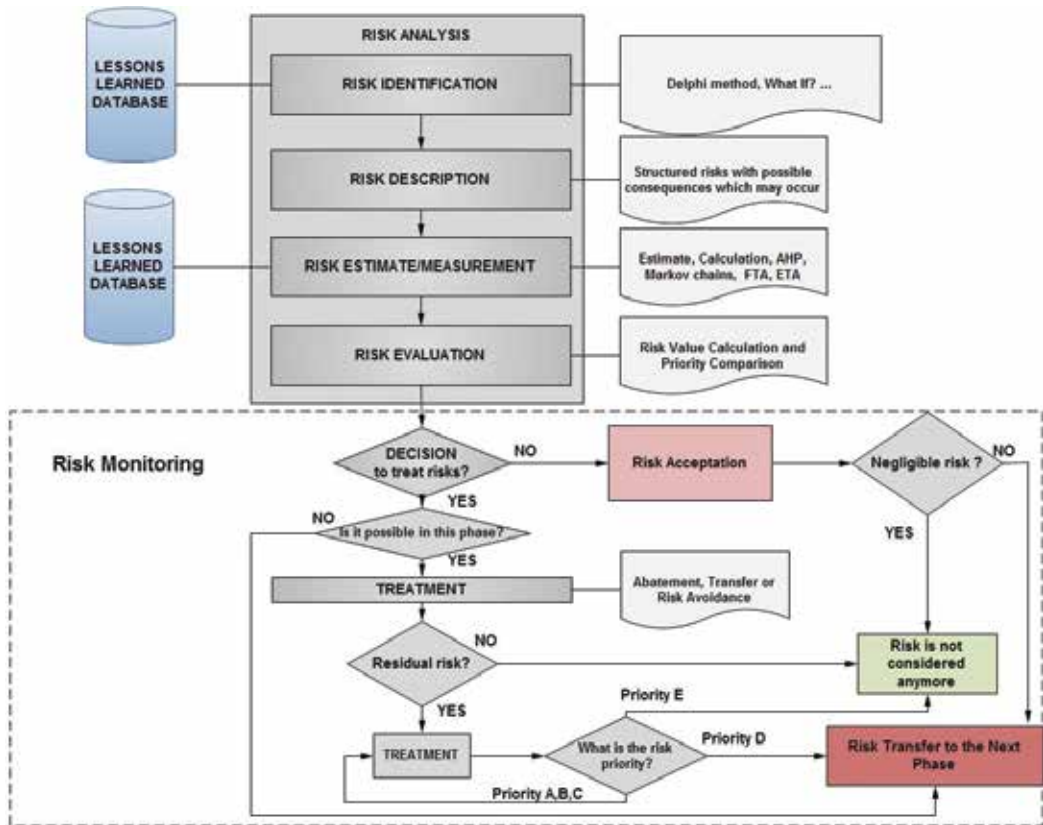 RISK ANALYSIS
LESSONS
LEARNED
DATABASE
RISK IDENTIFICATION
Delphi method, What If? ...
RISK DESCRIPTION
Structured risks with possible
consequences which may occur
LESSONS
LEARNED
DATABASE
RISK ESTIMATE/MEASUREMENT
Estimate, Calculation, AHP,
Markov chains, FTA, ETA
RISK EVALUATION
Risk Value Calculation and
Priority Comparison
Risk Monitoring
DECISION
to treat risks?
NO
Risk Acceptation
Negligible risk ?
NO
YES
NO
Is it possible in this phase?
YES
YES
TREATMENT
Abatement, Transfer or
Risk Avoidance
Residual risk?
NO
Risk is not
considered
anymore
YES
Priority E
TREATMENT
What is the risk
priority?
Priority D
Risk Transfer to the Next
Phase
Priority A,B,C